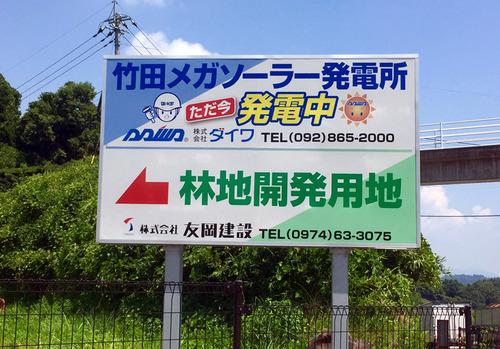 竹田メガソーラー発電所
ただ今 発電中
DAIWA 株式会社 ダイワ TEL(092)865-2000
林地開発用地
株式会社 友岡建設 TEL(0974)63-3075